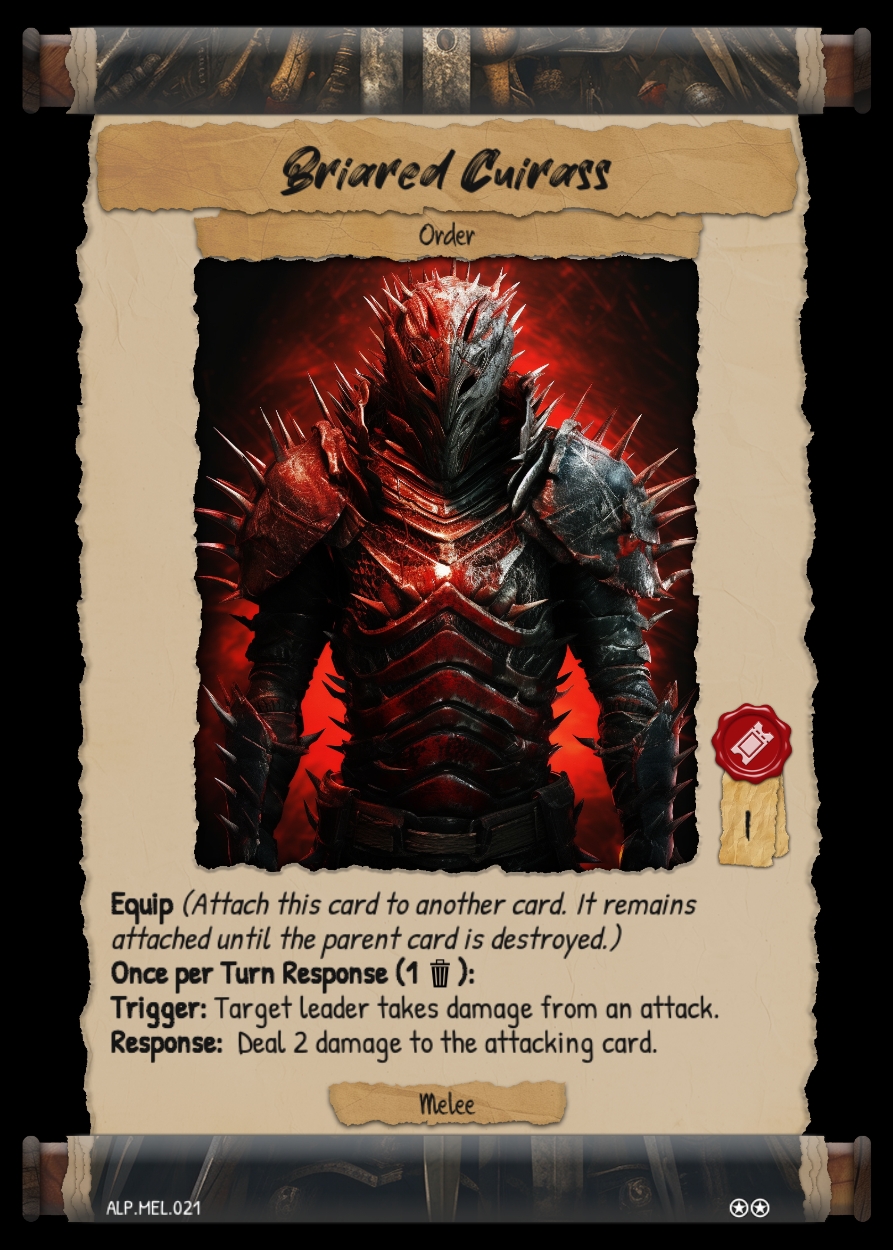 Briared Cuirass
Order
1
Equip (Attach this card to another card. It remains
attached until the parent card is destroyed.)
Once per Turn Response (1 🗑 ):
Trigger: Target leader takes damage from an attack.
Response: Deal 2 damage to the attacking card.
Melee
ALP.MEL.021